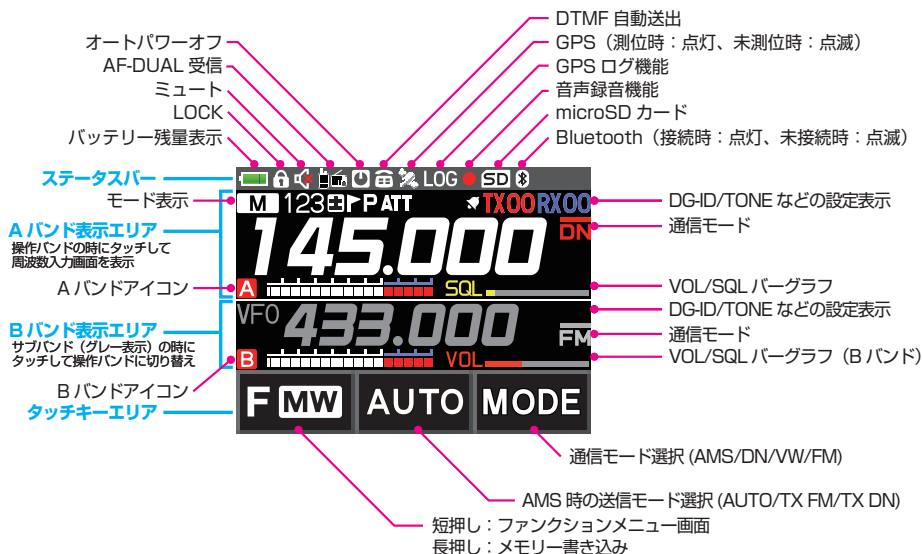 オートパワーオフ
AF-DUAL 受信
ミュート
LOCK
バッテリー残量表示
ステータスバー
モード表示
A バンド表示エリア
操作バンドの時にタッチして
周波数入力画面を表示
A バンドアイコン
B バンド表示エリア
サブバンド（グレー表示）の時に
タッチして操作バンドに切り替え
B バンドアイコン
タッチキーエリア
DTMF 自動送出
GPS（測位時：点灯、未測位時：点滅）
GPS ログ機能
音声録音機能
microSD カード
Bluetooth（接続時：点灯、未接続時：点滅）
LOG SD
M 123 P ATT TX00 RX00
145.000 DN
A SQL
VFO 433.000 FM
B VOL
F MW AUTO MODE
DG-ID/TONE などの設定表示
通信モード
VOL/SQL バーグラフ
DG-ID/TONE などの設定表示
通信モード
VOL/SQL バーグラフ（B バンド）
通信モード選択 (AMS/DN/VW/FM)
AMS 時の送信モード選択 (AUTO/TX FM/TX DN)
短押し：ファンクションメニュー画面
長押し：メモリー書き込み